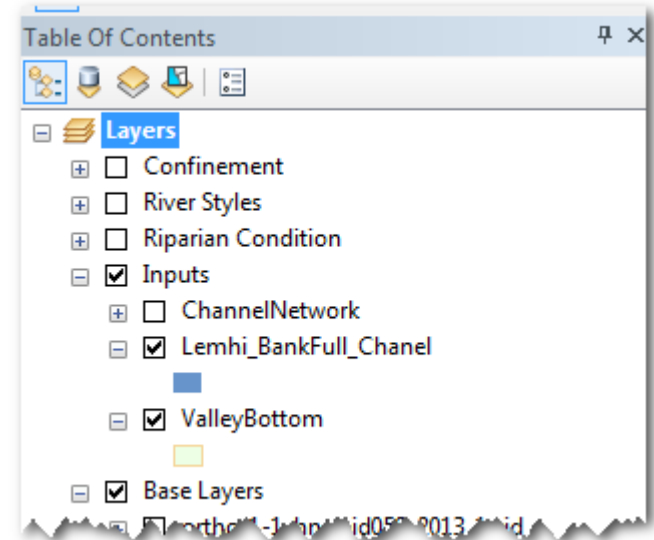 Table Of Contents
Layers
Confinement
River Styles
Riparian Condition
Inputs
ChannelNetwork
Lemhi_BankFull_Chanel
ValleyBottom
Base Layers